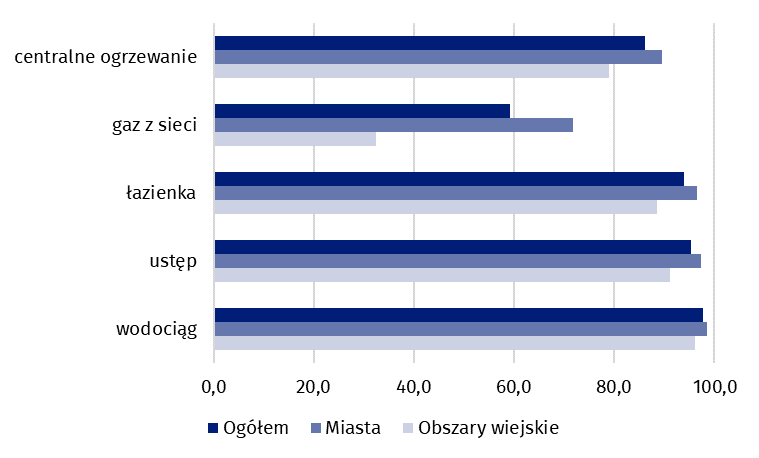 centralne ogrzewanie
gaz z sieci
łazienka
ustęp
wodociąg
0,0 20,0 40,0 60,0 80,0 100,0
Ogółem Miasta Obszary wiejskie